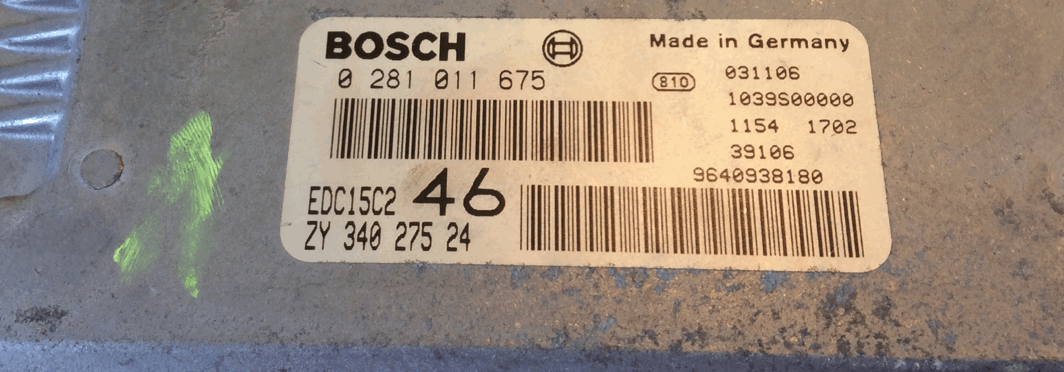 BOSCH
Made in Germany
0 281 011 675
810
031106
1039S00000
1154 1702
39106
9640938180
EDC15C2 46
ZY 340 275 24